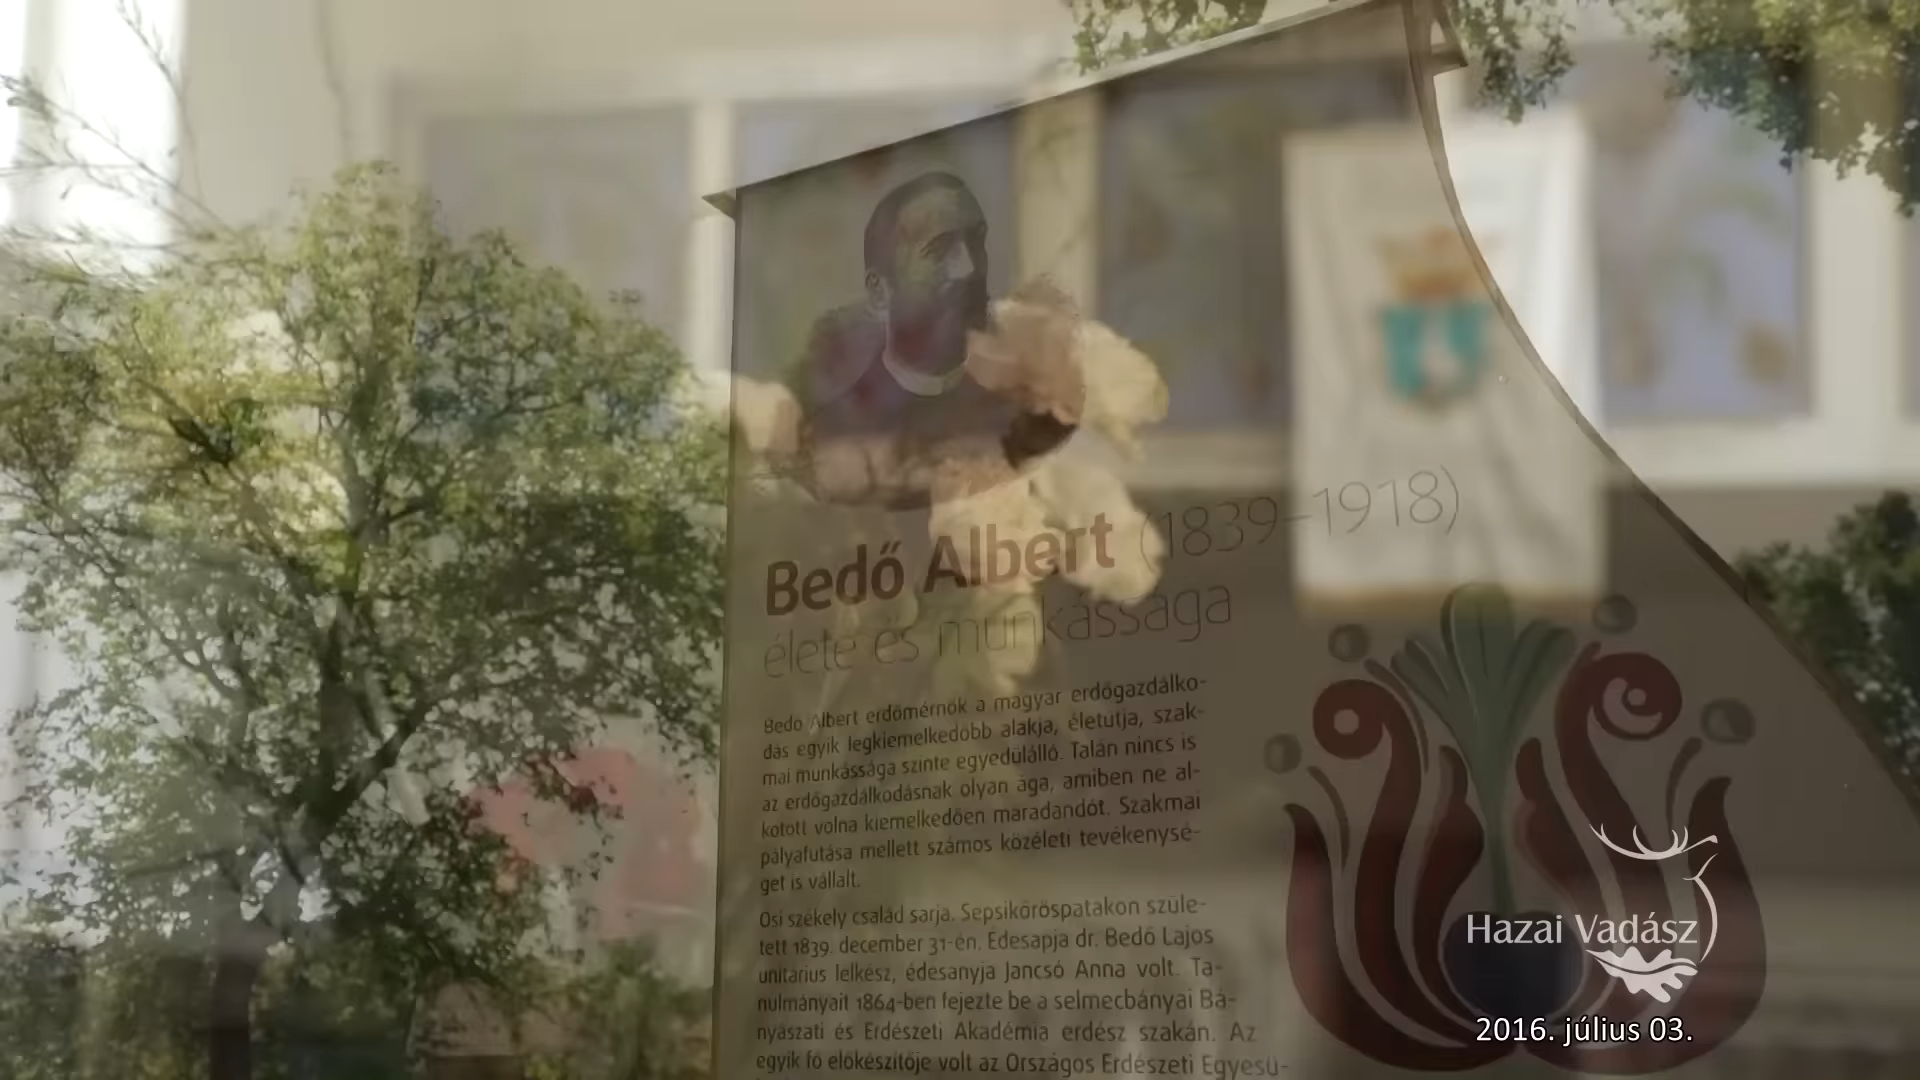 Bedő Albert (1839–1918)
élete és munkássága
Bedő Albert erdőmérnök a magyar erdőgazdálko-
dás egyik legkiemelkedőbb alakja, életútja, szak-
mai munkássága szinte egyedülálló. Talán nincs is
az erdőgazdálkodásnak olyan ága, amiben ne al-
kotott volna kiemelkedően maradandót. Szakmai
pályafutása mellett számos közéleti tevékenysé-
get is vállalt.
Ősi székely család sarja. Sepsikőröspatakon szüle-
tett 1839. december 31-én. Édesapja dr. Bedő Lajos
unitárius lelkész, édesanyja Jancsó Anna volt. Ta-
nulmányait 1864-ben fejezte be a selmecbányai Bá-
nyászati és Erdészeti Akadémia erdész szakán. Az
egyik fő előkészítője volt az Országos Erdészeti Egyesü-
Hazai Vadász
2016. július 03.